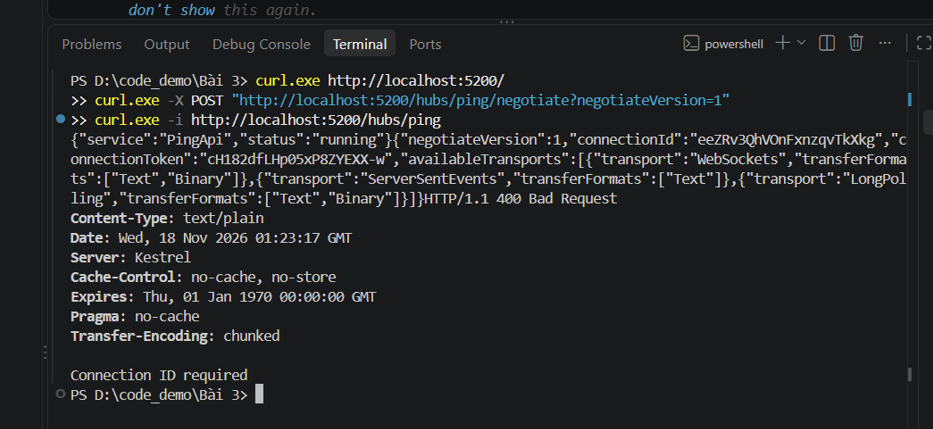 don't show this again.
Problems Output Debug Console Terminal Ports powershell
PS D:\code_demo\Bài 3> curl.exe http://localhost:5200/
>> curl.exe -X POST "http://localhost:5200/hubs/ping/negotiate?negotiateVersion=1"
>> curl.exe -i http://localhost:5200/hubs/ping
{"service":"PingApi","status":"running"}{"negotiateVersion":1,"connectionId":"eeZRv3QhVOnFxnzqvTkXkg","c
onnectionToken":"cH182dfLHp05xP8ZYEXX-w","availableTransports":[{"transport":"WebSockets","transferForma
ts":["Text","Binary"]},{"transport":"ServerSentEvents","transferFormats":["Text"]},{"transport":"LongPol
ling","transferFormats":["Text","Binary"]}]}HTTP/1.1 400 Bad Request
Content-Type: text/plain
Date: Wed, 18 Nov 2026 01:23:17 GMT
Server: Kestrel
Cache-Control: no-cache, no-store
Expires: Thu, 01 Jan 1970 00:00:00 GMT
Pragma: no-cache
Transfer-Encoding: chunked
Connection ID required
PS D:\code_demo\Bài 3>